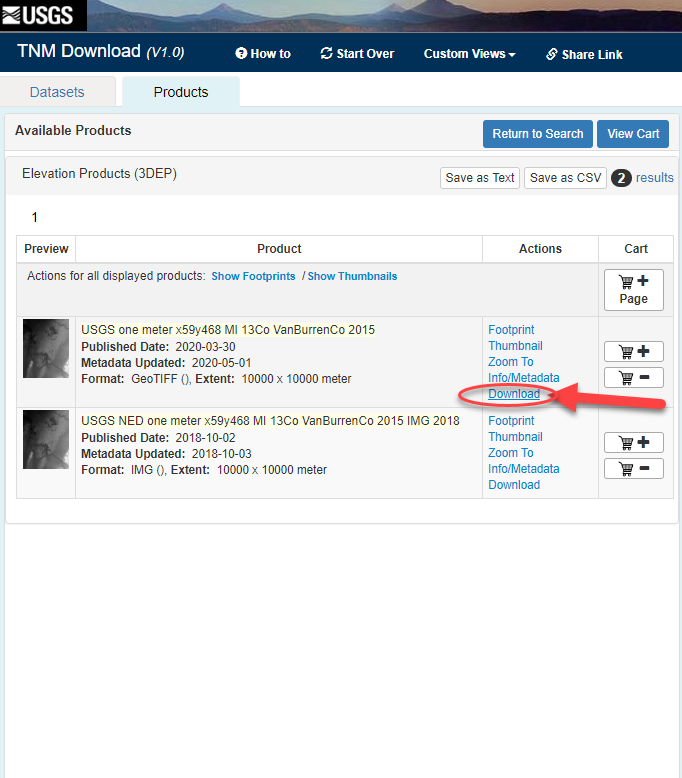 USGS
TNM Download (V1.0) How to Start Over Custom Views Share Link
Datasets Products
Available Products Return to Search View Cart
Elevation Products (3DEP) Save as Text Save as CSV 2 results
1
Preview Product Actions Cart
Actions for all displayed products: Show Footprints / Show Thumbnails
Page
USGS one meter x59y468 MI 13Co VanBurrenCo 2015
Published Date: 2020-03-30
Metadata Updated: 2020-05-01
Format: GeoTIFF (), Extent: 10000 x 10000 meter
Footprint
Thumbnail
Zoom To
Info/Metadata
Download
USGS NED one meter x59y468 MI 13Co VanBurrenCo 2015 IMG 2018
Published Date: 2018-10-02
Metadata Updated: 2018-10-03
Format: IMG (), Extent: 10000 x 10000 meter
Footprint
Thumbnail
Zoom To
Info/Metadata
Download